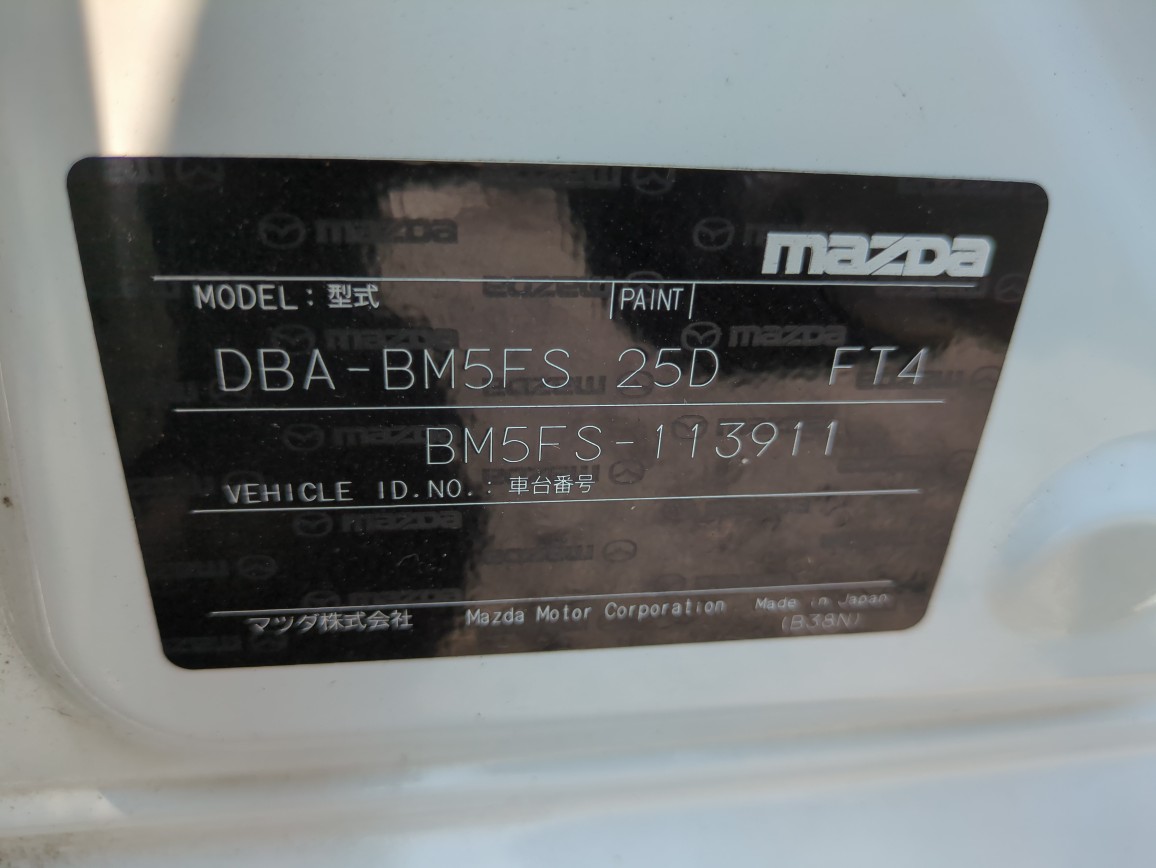 mazda
MODEL : 型式 |PAINT|
DBA-BM5FS 25D FT4
BM5FS-113911
VEHICLE ID.NO. : 車台番号
マツダ株式会社 Mazda Motor Corporation Made in Japan
(B38N)